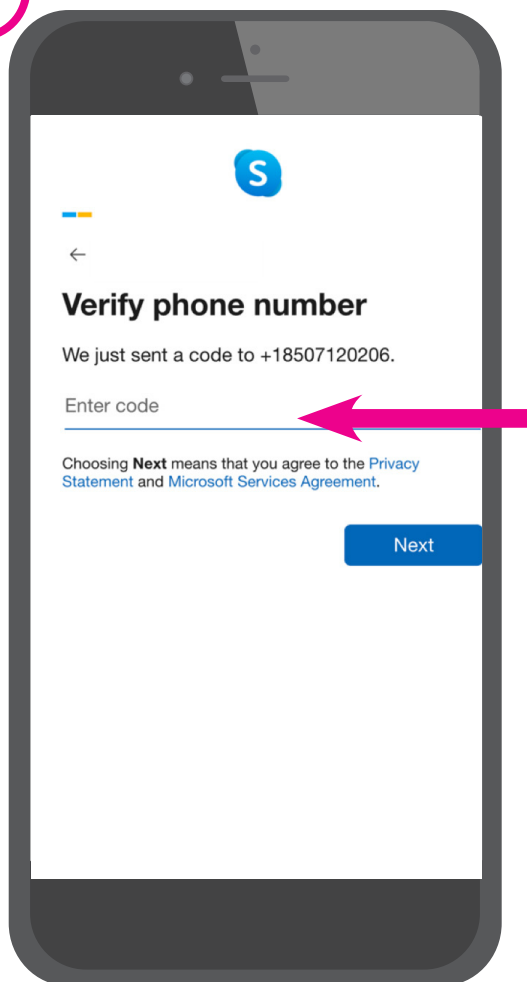 S
Verify phone number
We just sent a code to +18507120206.
Enter code
Choosing Next means that you agree to the Privacy
Statement and Microsoft Services Agreement.
Next